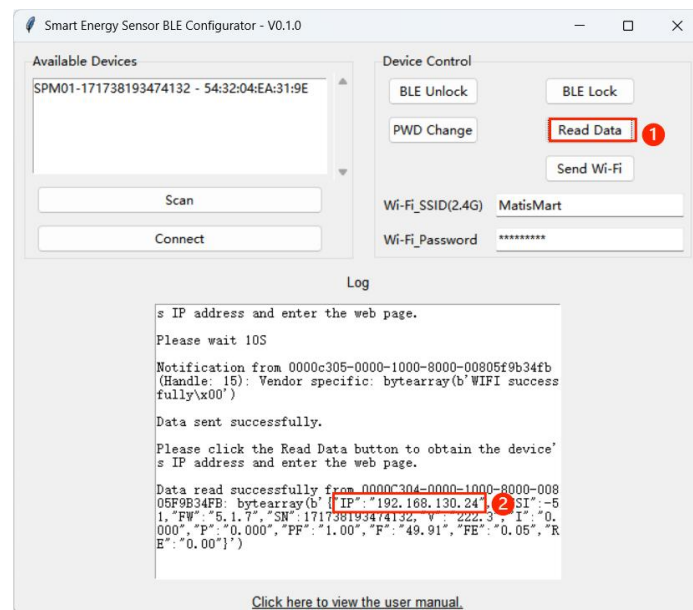 Smart Energy Sensor BLE Configurator - V0.1.0
Available Devices
SPM01-171738193474132 - 54:32:04:EA:31:9E
Scan
Connect
Device Control
BLE Unlock
BLE Lock
PWD Change
Read Data
1
Send Wi-Fi
Wi-Fi_SSID(2.4G)
MatisMart
Wi-Fi_Password
*********
Log
s IP address and enter the web page.
Please wait 10S
Notification from 0000c305-0000-1000-8000-00805f9b34fb
(Handle: 15): Vendor specific: bytearray(b'WIFI success
fully\x00')
Data sent successfully.
Please click the Read Data button to obtain the device'
s IP address and enter the web page.
Data read successfully from 0000C304-0000-1000-8000-008
05F9B34FB: bytearray(b'{"IP":"192.168.130.24", SI":-5
2
1,"FW":"5.1.7","SN":171738193474132,"V":"222.3","I":"0.
000","P":"0.000","PF":"1.00","F":"49.91","FE":"0.05","R
E":"0.00"}')
Click here to view the user manual.